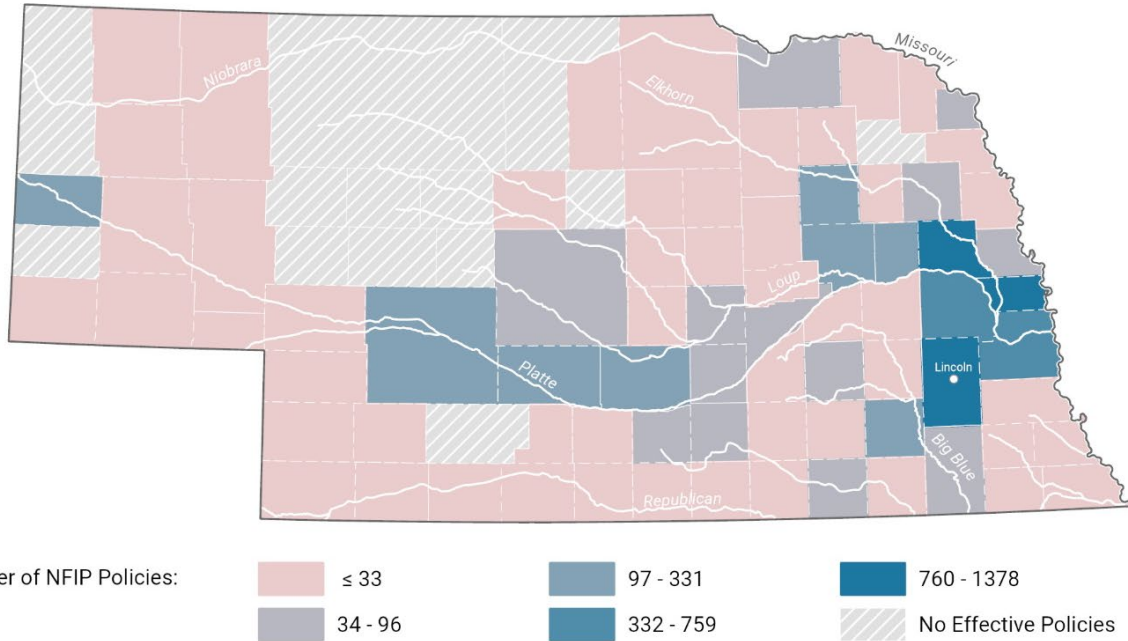 Missouri
Niobrara
Elkhorn
Loup
Platte
Lincoln
Big Blue
Republican
er of NFIP Policies:
≤ 33
97 - 331
760 - 1378
34 - 96
332 - 759
No Effective Policies